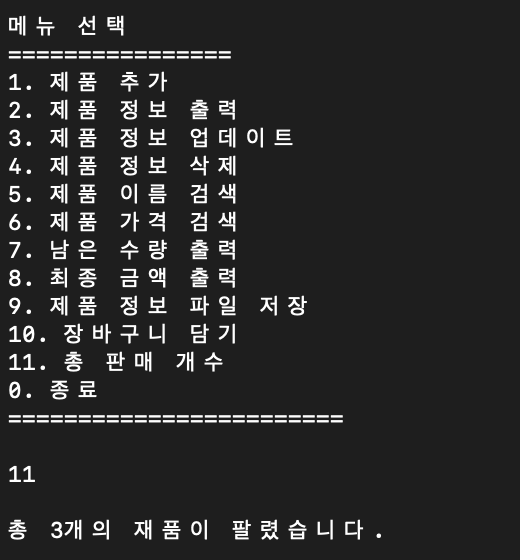 메뉴 선택
================
1. 제품 추가
2. 제품 정보 출력
3. 제품 정보 업데이트
4. 제품 정보 삭제
5. 제품 이름 검색
6. 제품 가격 검색
7. 남은 수량 출력
8. 최종 금액 출력
9. 제품 정보 파일 저장
10. 장바구니 담기
11. 총 판매 개수
0. 종료
========================
11
총 3개의 재품이 팔렸습니다.